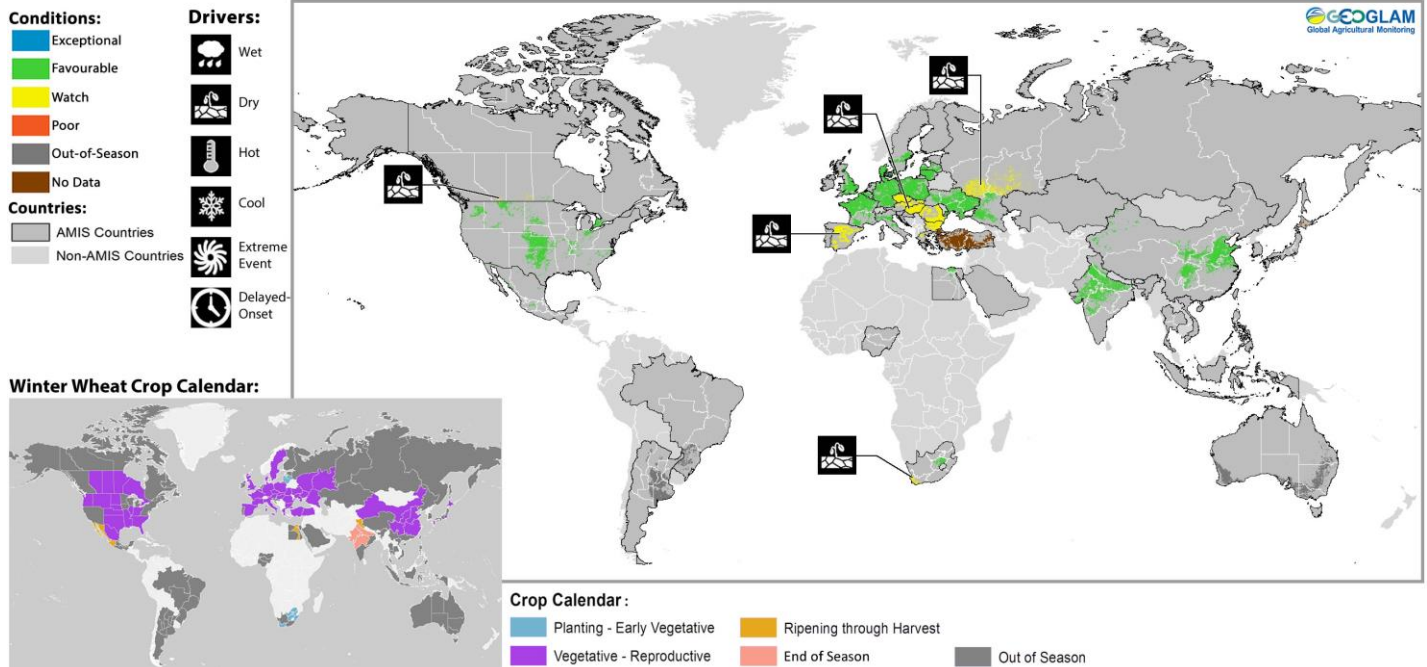 Conditions:
Exceptional
Favourable
Watch
Poor
Out-of-Season
No Data
Countries:
AMIS Countries
Non-AMIS Countries
Drivers:
Wet
Dry
Hot
Cool
Extreme
Event
Delayed-
Onset
GEOGLAM
Global Agricultural Monitoring
Winter Wheat Crop Calendar:
Crop Calendar :
Planting - Early Vegetative
Ripening through Harvest
Vegetative - Reproductive
End of Season
Out of Season